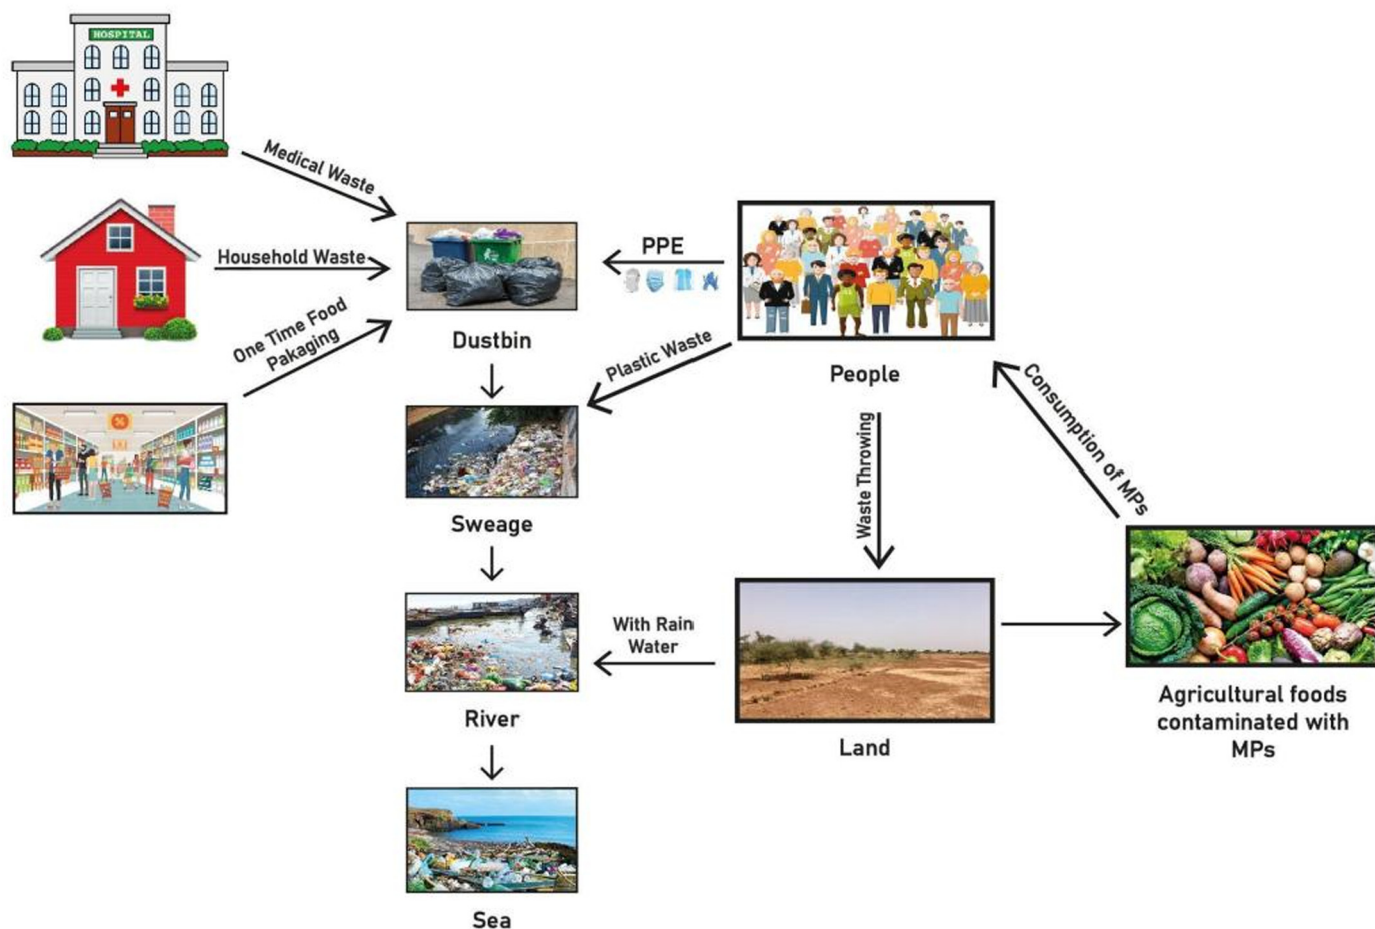 HOSPITAL
Medical Waste
Household Waste
One Time Food
Pakaging
%
Dustbin
PPE
Plastic Waste
People
Consumption of MPs
Waste Throwing
Sweage
With Rain
Water
River
Land
Agricultural foods
contaminated with
MPs
Sea